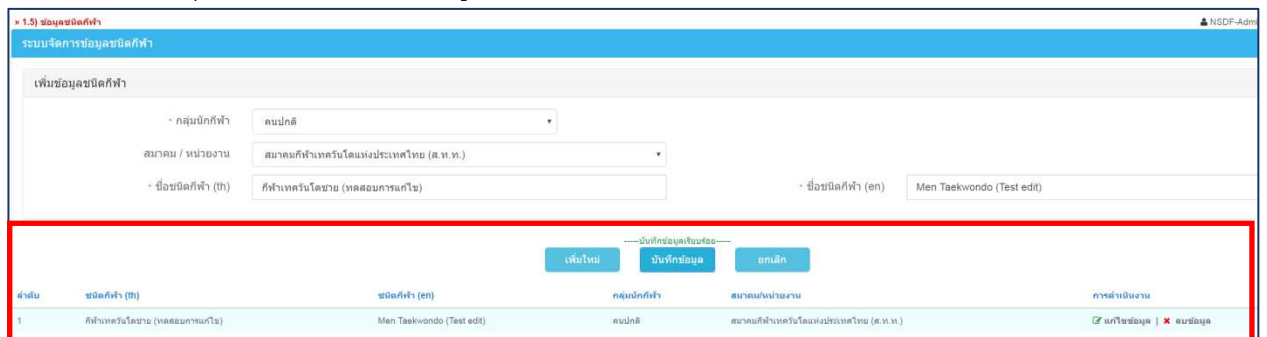 » 1.5) ข้อมูลชนิดกีฬา NSDF-Admi
ระบบจัดการข้อมูลชนิดกีฬา
เพิ่มข้อมูลชนิดกีฬา
* กลุ่มนักกีฬา คนปกติ
สมาคม / หน่วยงาน สมาคมกีฬาเทควันโดแห่งประเทศไทย (ส.ท.ท.)
* ชื่อชนิดกีฬา (th) กีฬาเทควันโดชาย (ทดสอบการแก้ไข) * ชื่อชนิดกีฬา (en) Men Taekwondo (Test edit)
-----บันทึกข้อมูลเรียบร้อย-----
เพิ่มใหม่ บันทึกข้อมูล ยกเลิก
ลำดับ ชนิดกีฬา (th) ชนิดกีฬา (en) กลุ่มนักกีฬา สมาคม/หน่วยงาน การดำเนินงาน
1 กีฬาเทควันโดชาย (ทดสอบการแก้ไข) Men Taekwondo (Test edit) คนปกติ สมาคมกีฬาเทควันโดแห่งประเทศไทย (ส.ท.ท.) แก้ไขข้อมูล | ลบข้อมูล